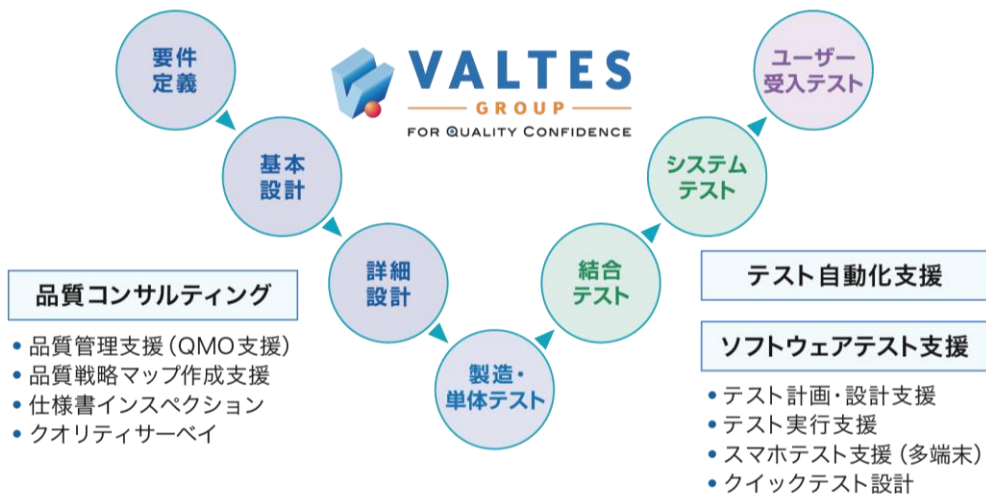 要件
定義
VALTES
GROUP
FOR QUALITY CONFIDENCE
ユーザー
受入テスト
基本
設計
システム
テスト
詳細
設計
結合
テスト
製造・
単体テスト
品質コンサルティング
• 品質管理支援（QMO支援）
• 品質戦略マップ作成支援
• 仕様書インスペクション
• クオリティサーベイ
テスト自動化支援
ソフトウェアテスト支援
• テスト計画・設計支援
• テスト実行支援
• スマホテスト支援（多端末）
• クイックテスト設計